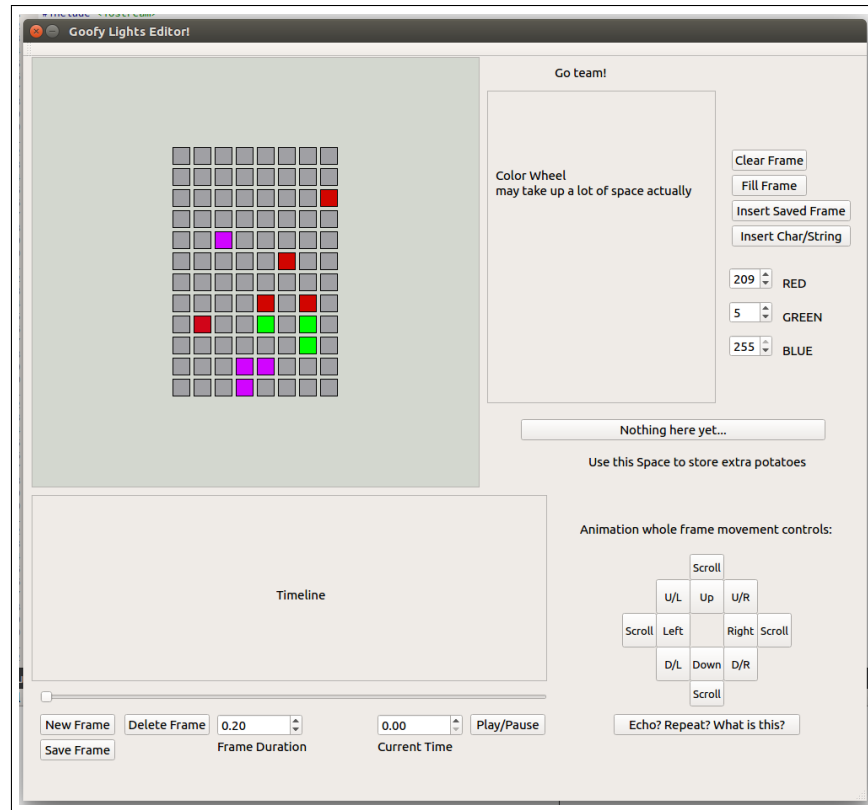 #include <iostream>
Goofy Lights Editor!
Go team!
Color Wheel
may take up a lot of space actually
Clear Frame
Fill Frame
Insert Saved Frame
Insert Char/String
209 RED
5 GREEN
255 BLUE
Nothing here yet...
Use this Space to store extra potatoes
Animation whole frame movement controls:
Timeline
Scroll
U/L Up U/R
Scroll Left Right Scroll
D/L Down D/R
Scroll
New Frame Delete Frame 0.20 0.00 Play/Pause
Save Frame Frame Duration Current Time
Echo? Repeat? What is this?